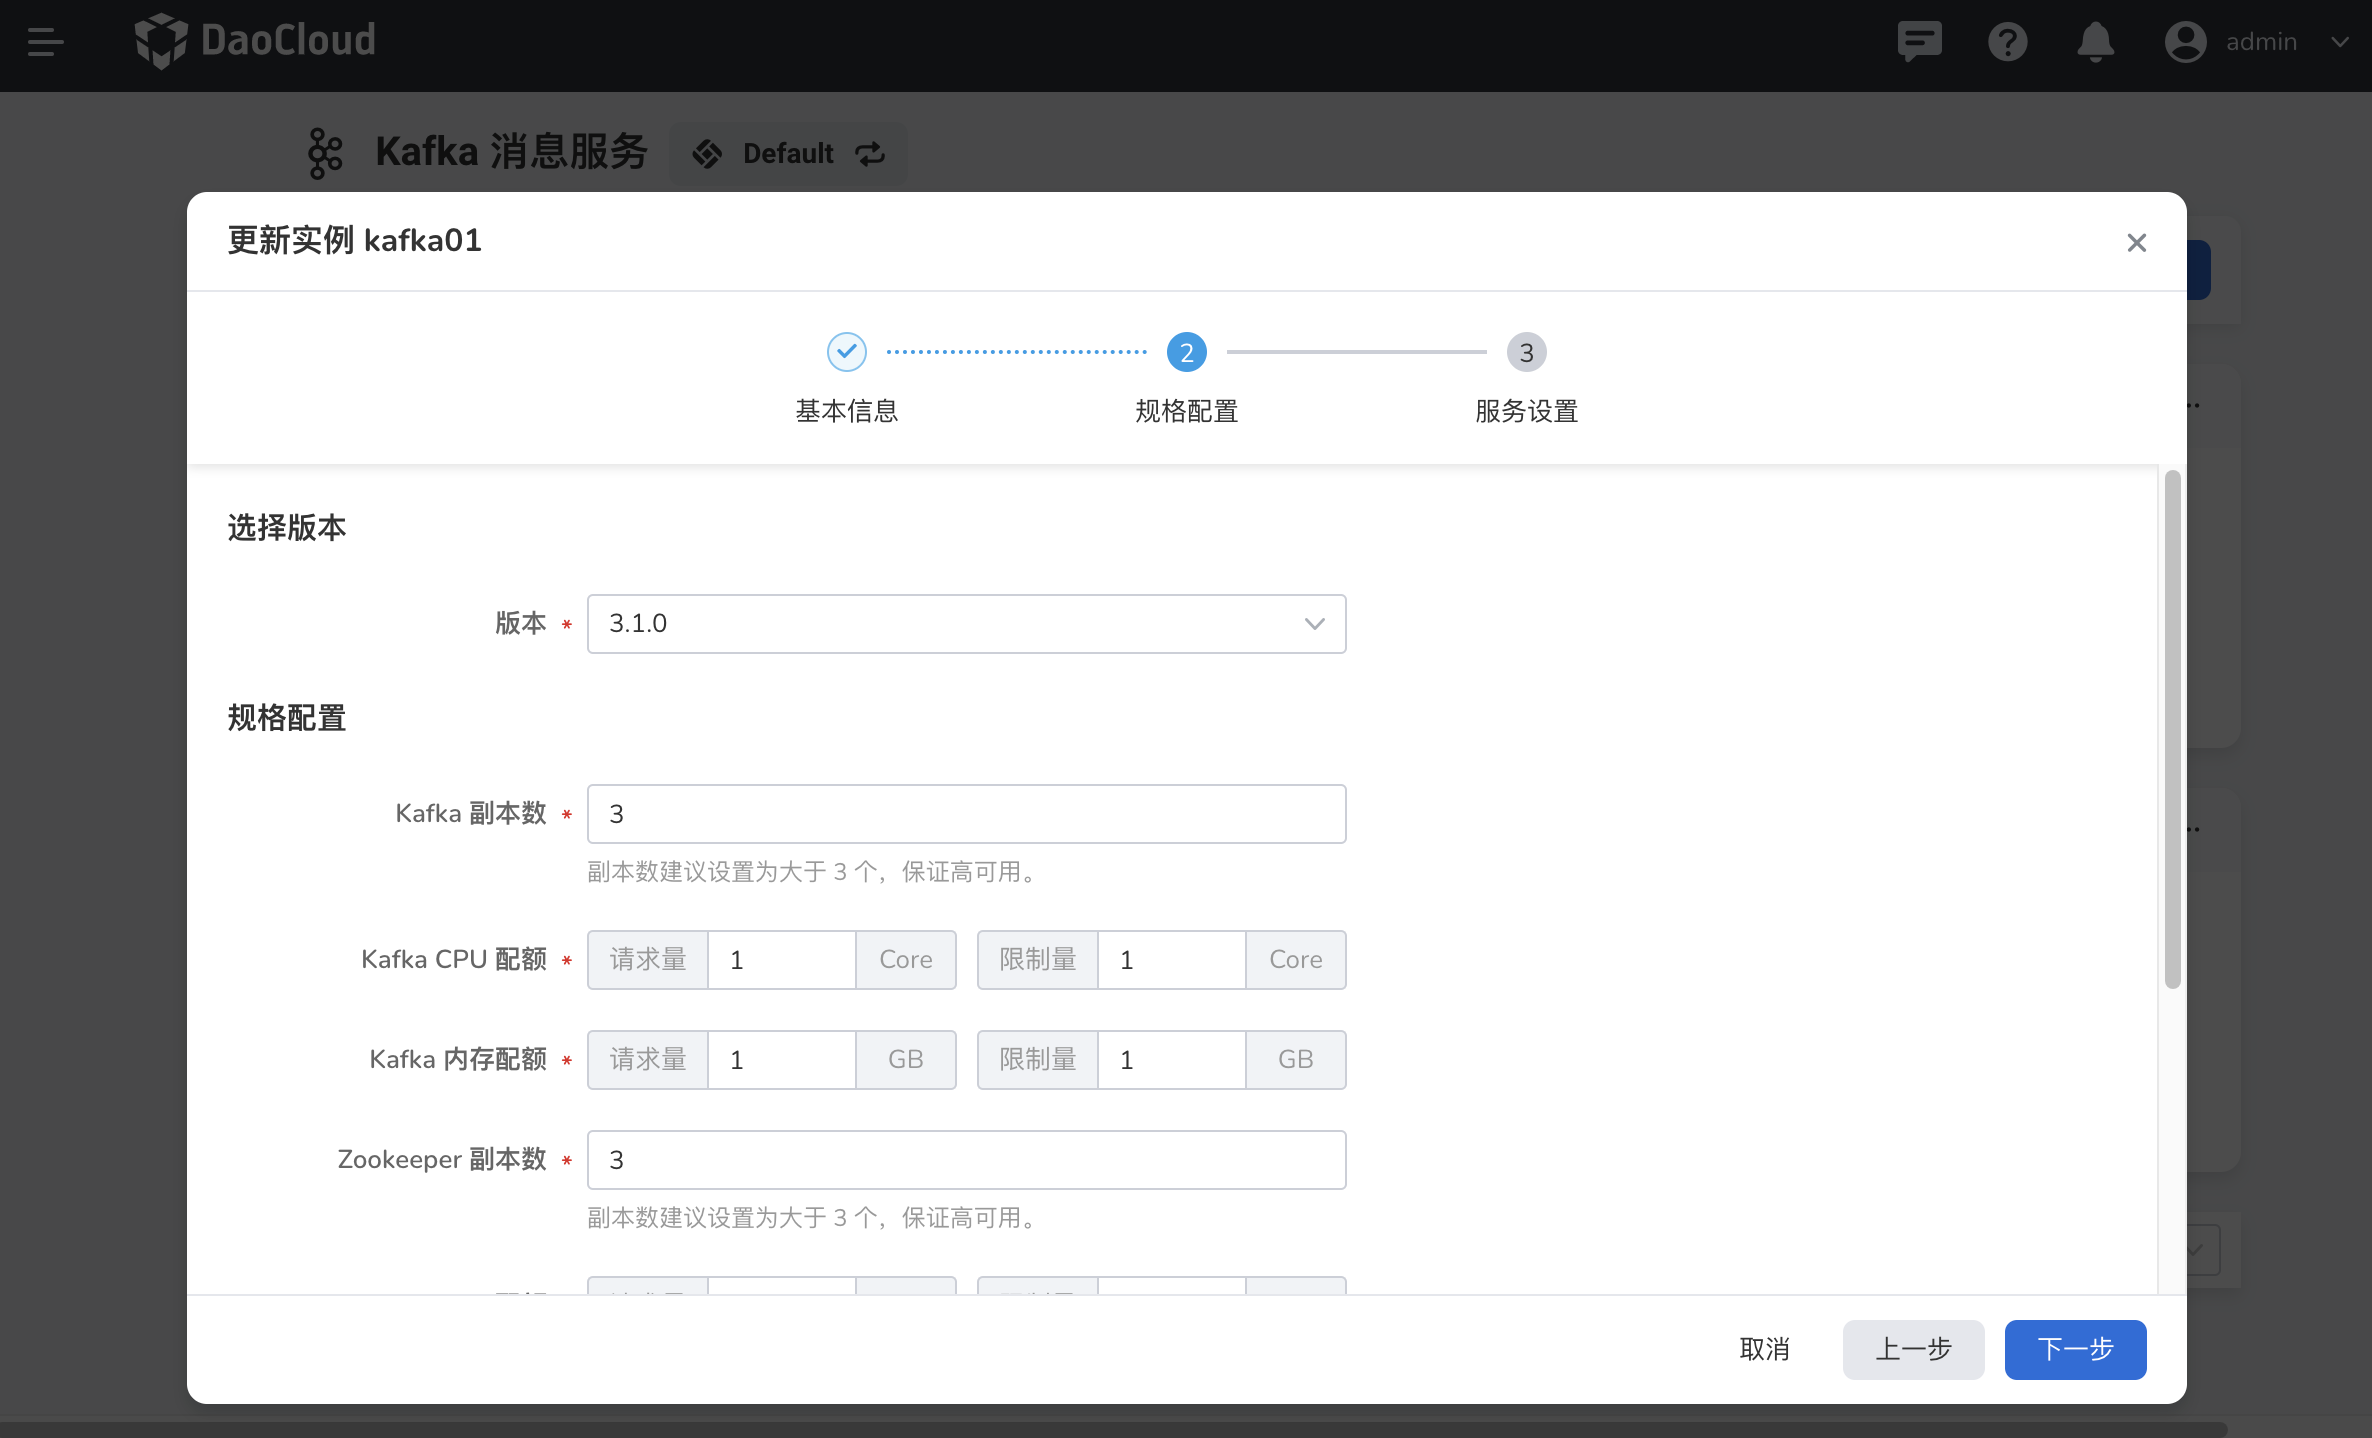 DaoCloud
admin
Kafka 消息服务
Default
更新实例 kafka01
2
3
基本信息
规格配置
服务设置
选择版本
版本 *
3.1.0
规格配置
Kafka 副本数 *
3
副本数建议设置为大于 3 个，保证高可用。
Kafka CPU 配额 *
请求量 1 Core
限制量 1 Core
Kafka 内存配额 *
请求量 1 GB
限制量 1 GB
Zookeeper 副本数 *
3
副本数建议设置为大于 3 个，保证高可用。
取消
上一步
下一步